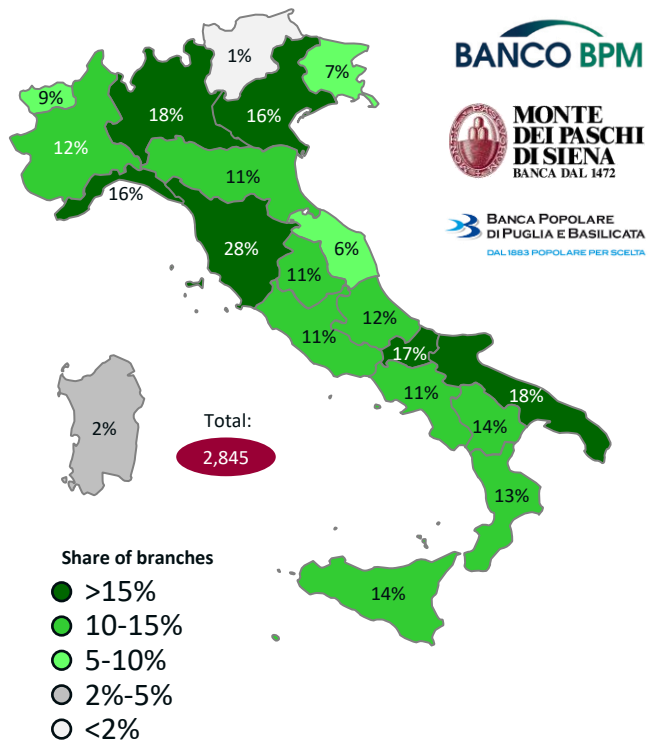 BANCO BPM
MONTE
DEI PASCHI
DI SIENA
BANCA DAL 1472
BANCA POPOLARE
DI PUGLIA E BASILICATA
DAL 1883 POPOLARE PER SCELTA
1%
7%
9%
18%
16%
12%
11%
16%
28%
6%
11%
12%
11%
17%
11%
18%
14%
2%
Total:
2,845
13%
14%
Share of branches
>15%
10-15%
5-10%
2%-5%
<2%